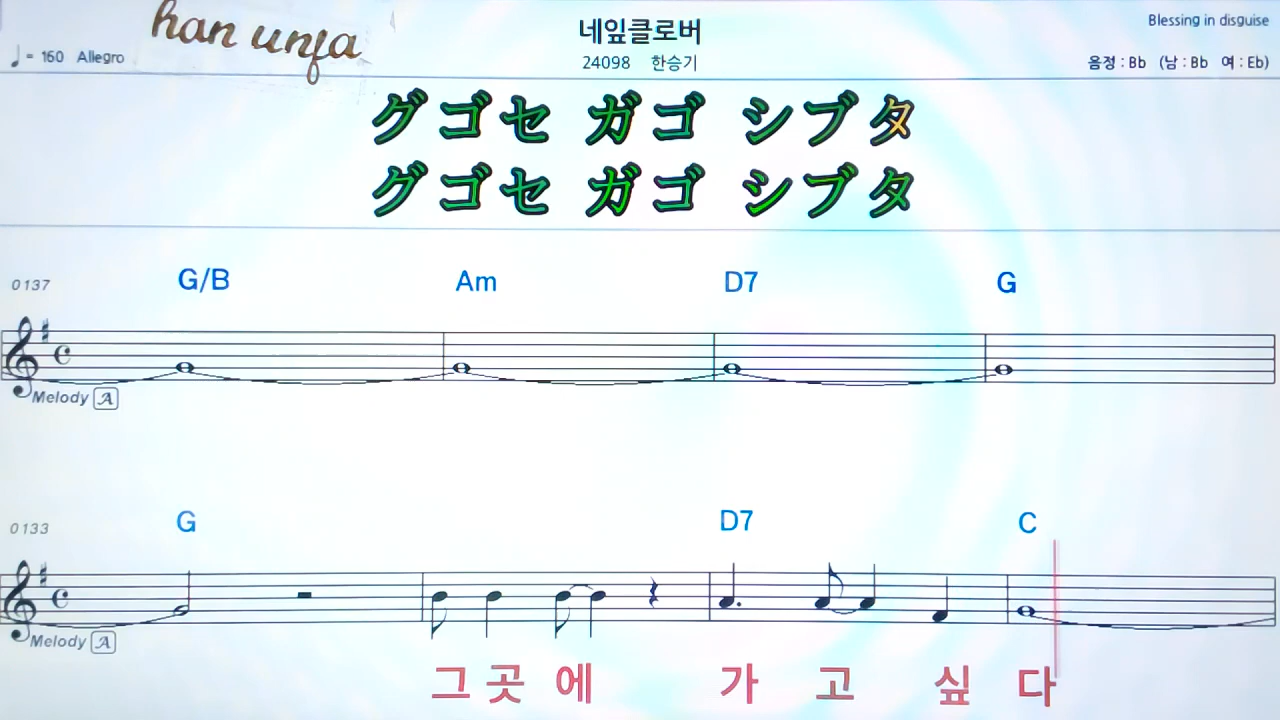 han unja
네잎클로버
Blessing in disguise
♩ = 160 Allegro
24098 한승기
음정 : Bb (남 : Bb 여 : Eb)
グゴセ ガゴ シブタ
グゴセ ガゴ シブタ
0137 G/B Am D7 G
Melody A
0133 G D7 C
Melody A
그곳에 가고 싶다